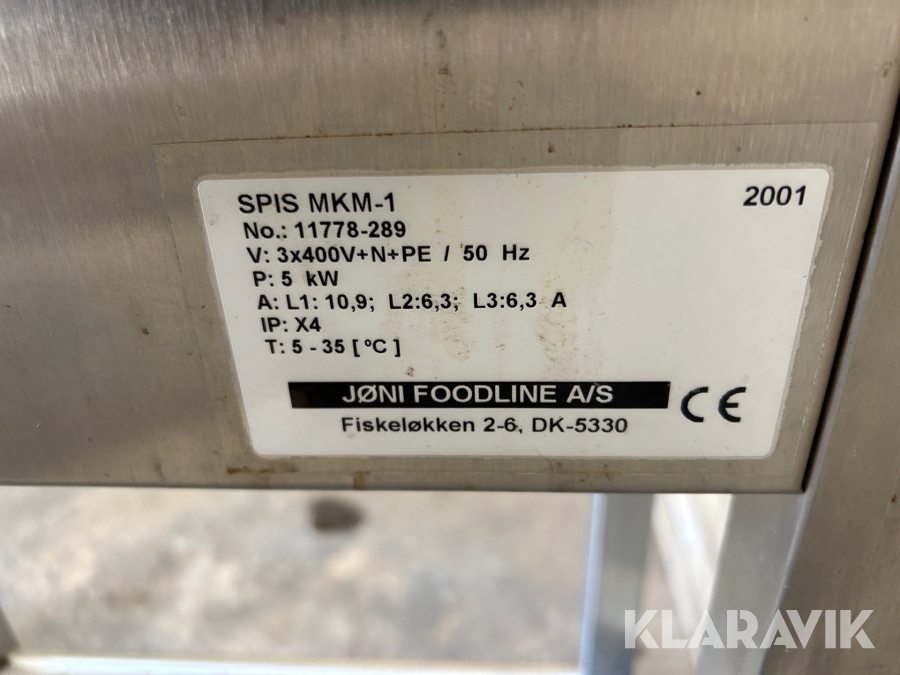 SPIS MKM-1 2001
No.: 11778-289
V: 3x400V+N+PE / 50 Hz
P: 5 kW
A: L1: 10,9; L2:6,3; L3:6,3 A
IP: X4
T: 5 - 35 [ ºC ]
JØNI FOODLINE A/S
CE
Fiskeløkken 2-6, DK-5330
KLARAVIK